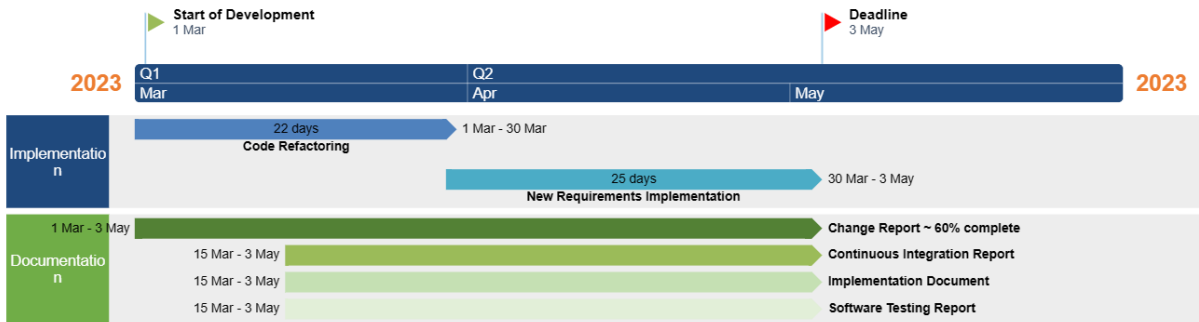 Start of Development
1 Mar
Deadline
3 May
2023
Q1
Q2
2023
Mar
Apr
May
Implementatio
n
22 days
1 Mar - 30 Mar
Code Refactoring
25 days
30 Mar - 3 May
New Requirements Implementation
Documentatio
n
1 Mar - 3 May
Change Report ~ 60% complete
15 Mar - 3 May
Continuous Integration Report
15 Mar - 3 May
Implementation Document
15 Mar - 3 May
Software Testing Report